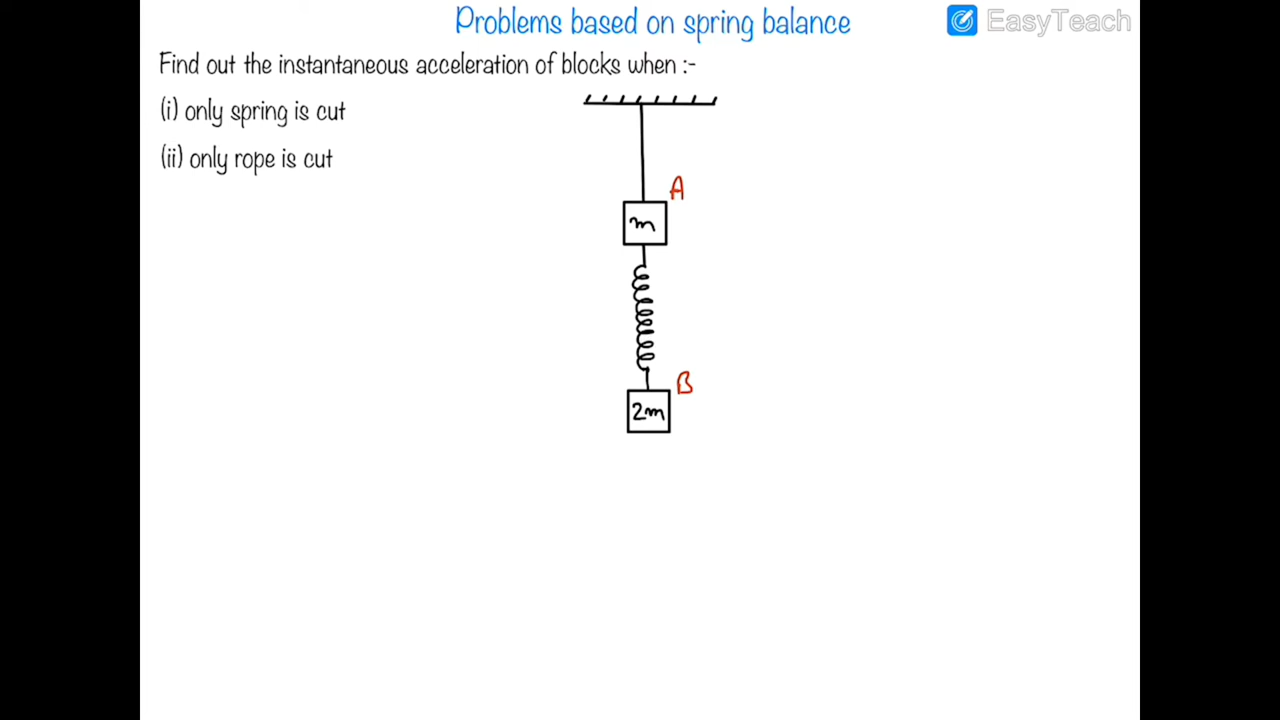 Problems based on spring balance
EasyTeach
Find out the instantaneous acceleration of blocks when :-
(i) only spring is cut
(ii) only rope is cut
A
m
B
2m